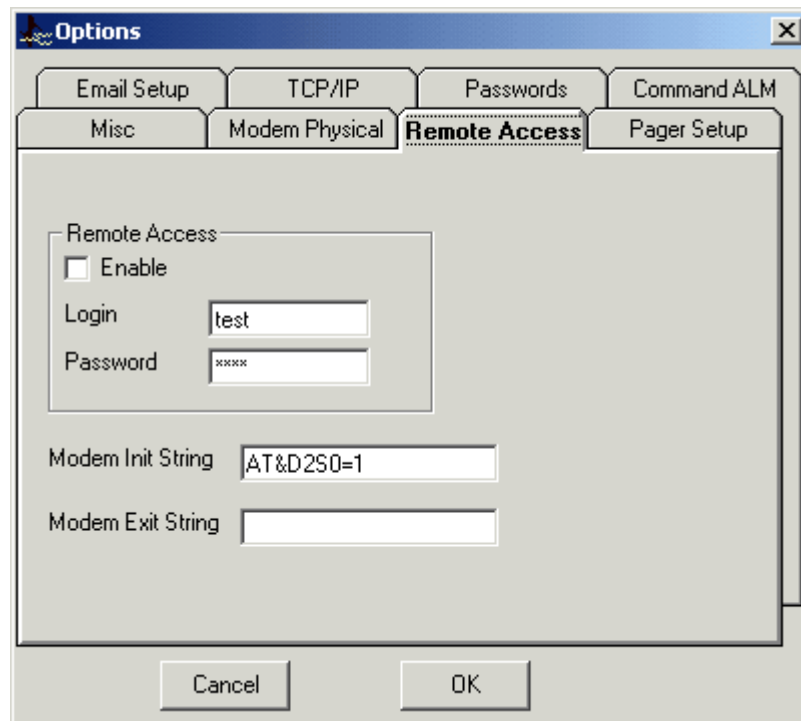 Options
Email Setup TCP/IP Passwords Command ALM
Misc Modem Physical Remote Access Pager Setup
Remote Access
Enable
Login test
Password ****
Modem Init String AT&D2S0=1
Modem Exit String
Cancel OK